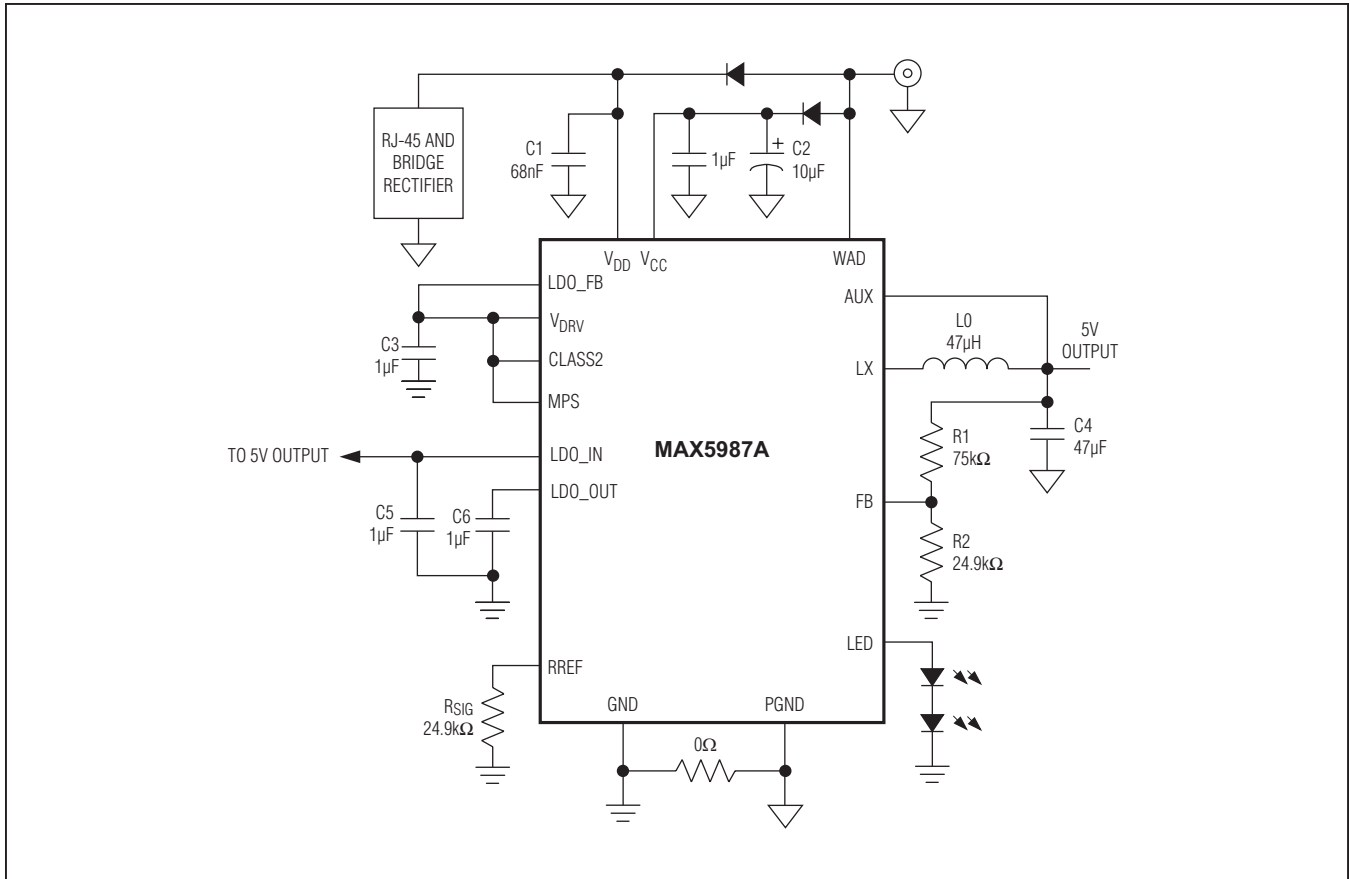 RJ-45 AND
BRIDGE
RECTIFIER
C1
68nF
1µF
+
C2
10µF
VDD
VCC
WAD
LDO_FB
VDRV
CLASS2
MPS
C3
1µF
AUX
LX
L0
47µH
5V
OUTPUT
C4
47µF
R1
75kΩ
FB
R2
24.9kΩ
MAX5987A
TO 5V OUTPUT
LDO_IN
LDO_OUT
C5
1µF
C6
1µF
LED
RREF
RSIG
24.9kΩ
GND
PGND
0Ω